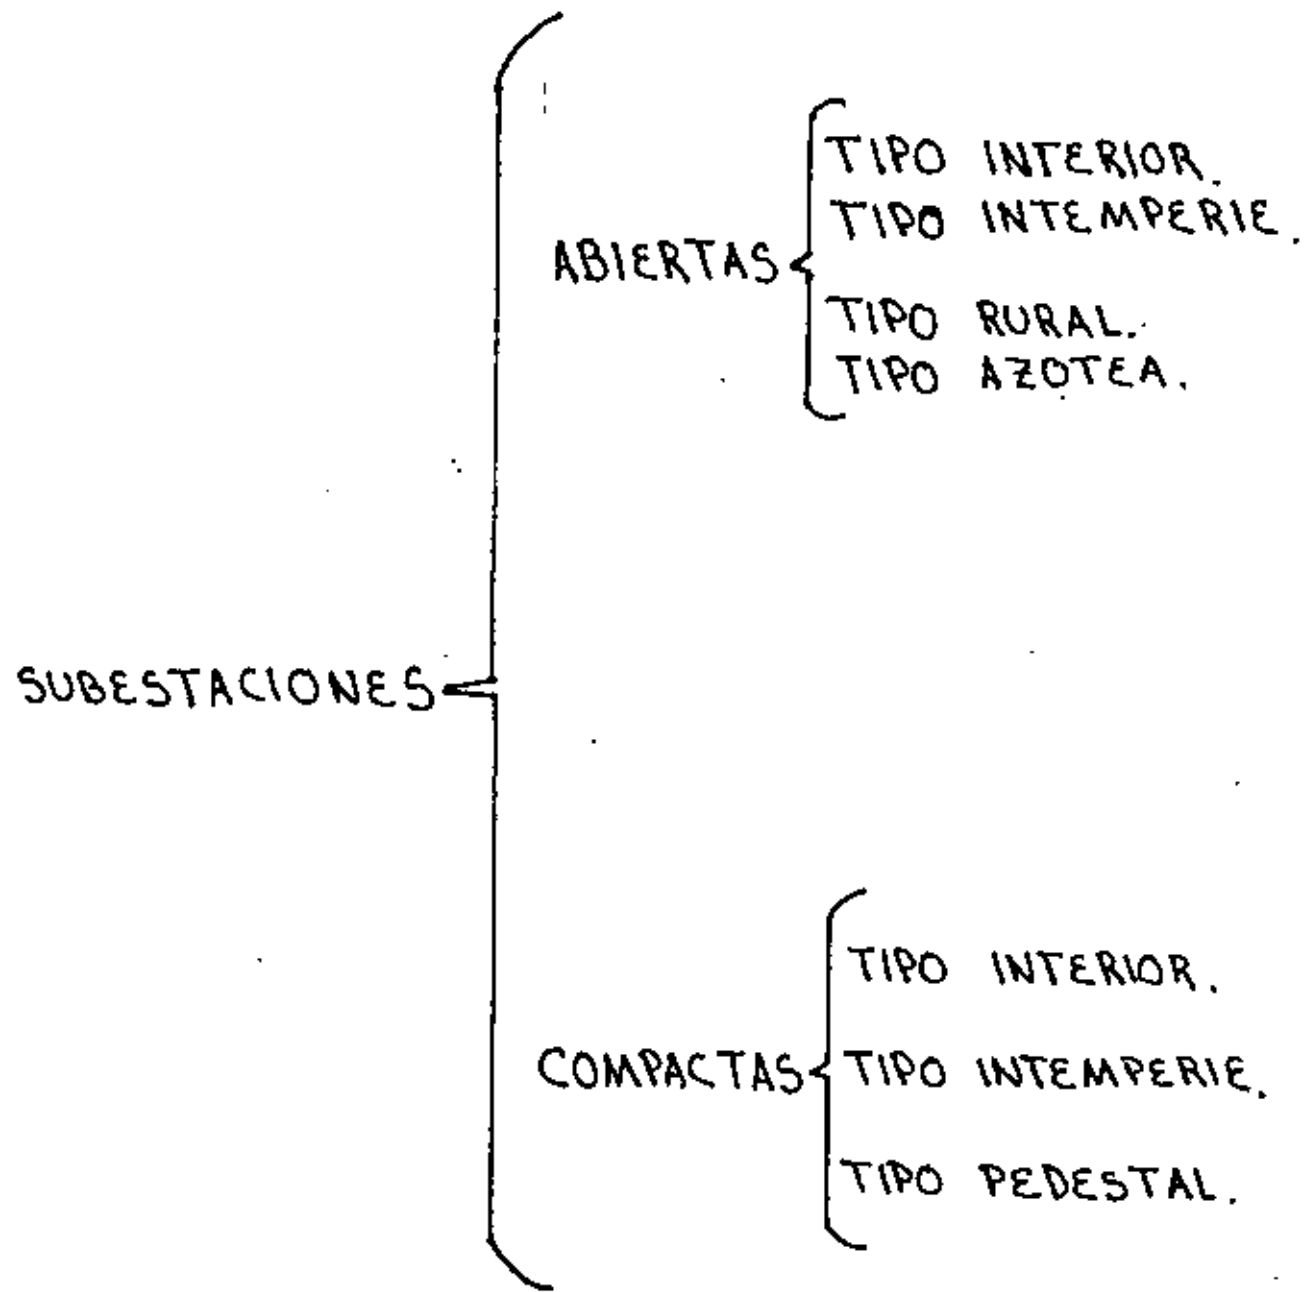 TIPO INTERIOR.
TIPO INTEMPERIE.
ABIERTAS
TIPO RURAL.
TIPO AZOTEA.
SUBESTACIONES
TIPO INTERIOR.
COMPACTAS TIPO INTEMPERIE.
TIPO PEDESTAL.